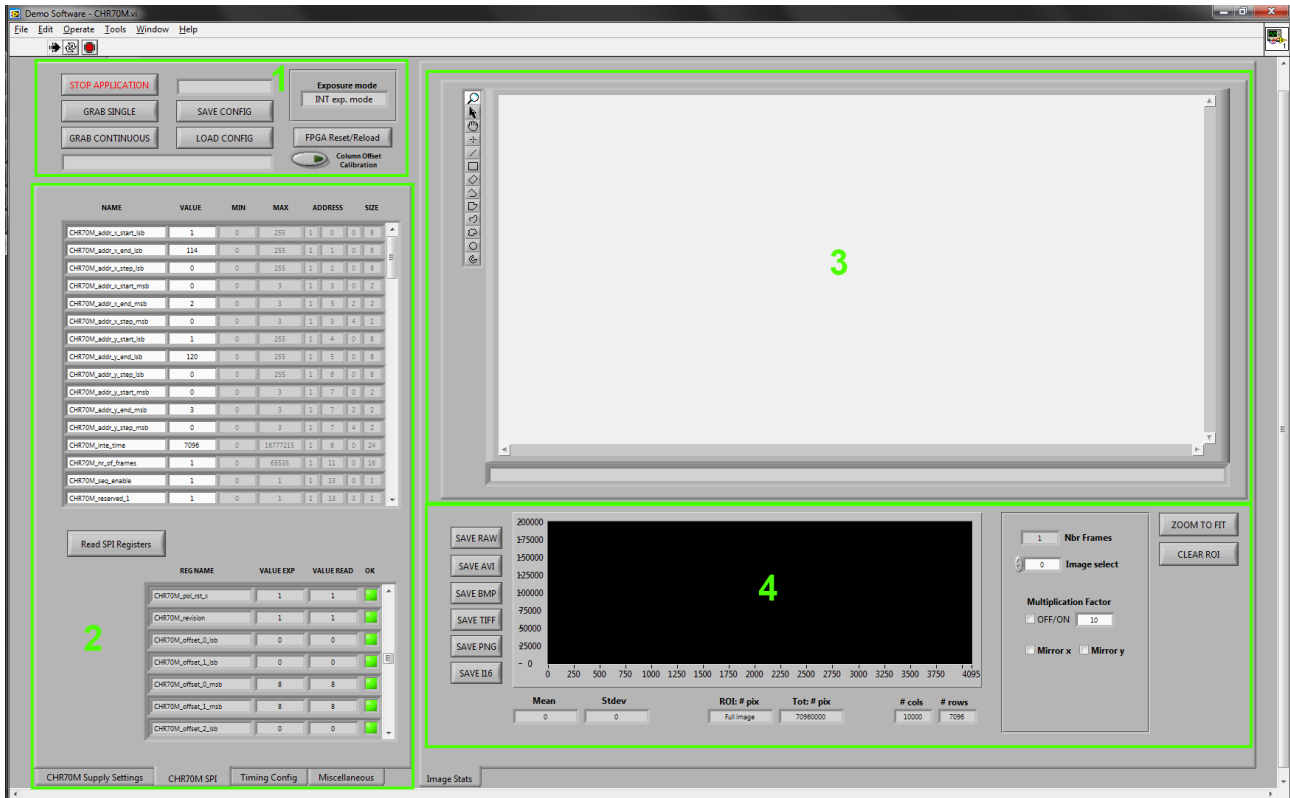 Demo Software - CHR70M.vi
File Edit Operate Tools Window Help
1
STOP APPLICATION
Exposure mode
INT exp. mode
GRAB SINGLE SAVE CONFIG
GRAB CONTINUOUS LOAD CONFIG FPGA Reset/Reload
Column Offset
Calibration
NAME VALUE MIN MAX ADDRESS SIZE
CHR70M_addr_x_start_lsb 1 0 255 1 0 0 8
CHR70M_addr_x_end_lsb 114 0 255 1 1 0 8
CHR70M_addr_x_step_lsb 0 0 255 1 2 0 8
CHR70M_addr_x_start_msb 0 0 3 1 3 0 2
CHR70M_addr_x_end_msb 2 0 3 1 3 2 2
CHR70M_addr_x_step_msb 0 0 3 1 3 4 2
CHR70M_addr_y_start_lsb 1 0 255 1 4 0 8
CHR70M_addr_y_end_lsb 120 0 255 1 5 0 8
CHR70M_addr_y_step_lsb 0 0 255 1 6 0 8
CHR70M_addr_y_start_msb 0 0 3 1 7 0 2
CHR70M_addr_y_end_msb 3 0 3 1 7 2 2
CHR70M_addr_y_step_msb 0 0 3 1 7 4 2
CHR70M_inte_time 7096 0 16777215 1 8 0 24
CHR70M_nr_of_frames 1 0 65535 1 11 0 16
CHR70M_seq_enable 1 0 1 1 13 0 1
CHR70M_reserved_1 1 0 1 1 13 3 1
Read SPI Registers
REG NAME VALUE EXP VALUE READ OK
CHR70M_pol_rst_x 1 1
CHR70M_revision 1 1
CHR70M_offset_0_lsb 0 0
CHR70M_offset_1_lsb 0 0
CHR70M_offset_0_msb 8 8
CHR70M_offset_1_msb 8 8
CHR70M_offset_2_lsb 0 0
2
CHR70M Supply Settings CHR70M SPI Timing Config Miscellaneous
3
SAVE RAW
SAVE AVI
SAVE BMP
SAVE TIFF
SAVE PNG
SAVE I16
200000
175000
150000
125000
100000
75000
50000
25000
0
4
0 250 500 750 1000 1250 1500 1750 2000 2250 2500 2750 3000 3250 3500 3750 4095
Mean Stdev ROI: # pix Tot: # pix # cols # rows
0 0 Full image 70960000 10000 7096
1 Nbr Frames
0 Image select
Multiplication Factor
OFF/ON 10
Mirror x Mirror y
ZOOM TO FIT
CLEAR ROI
Image Stats